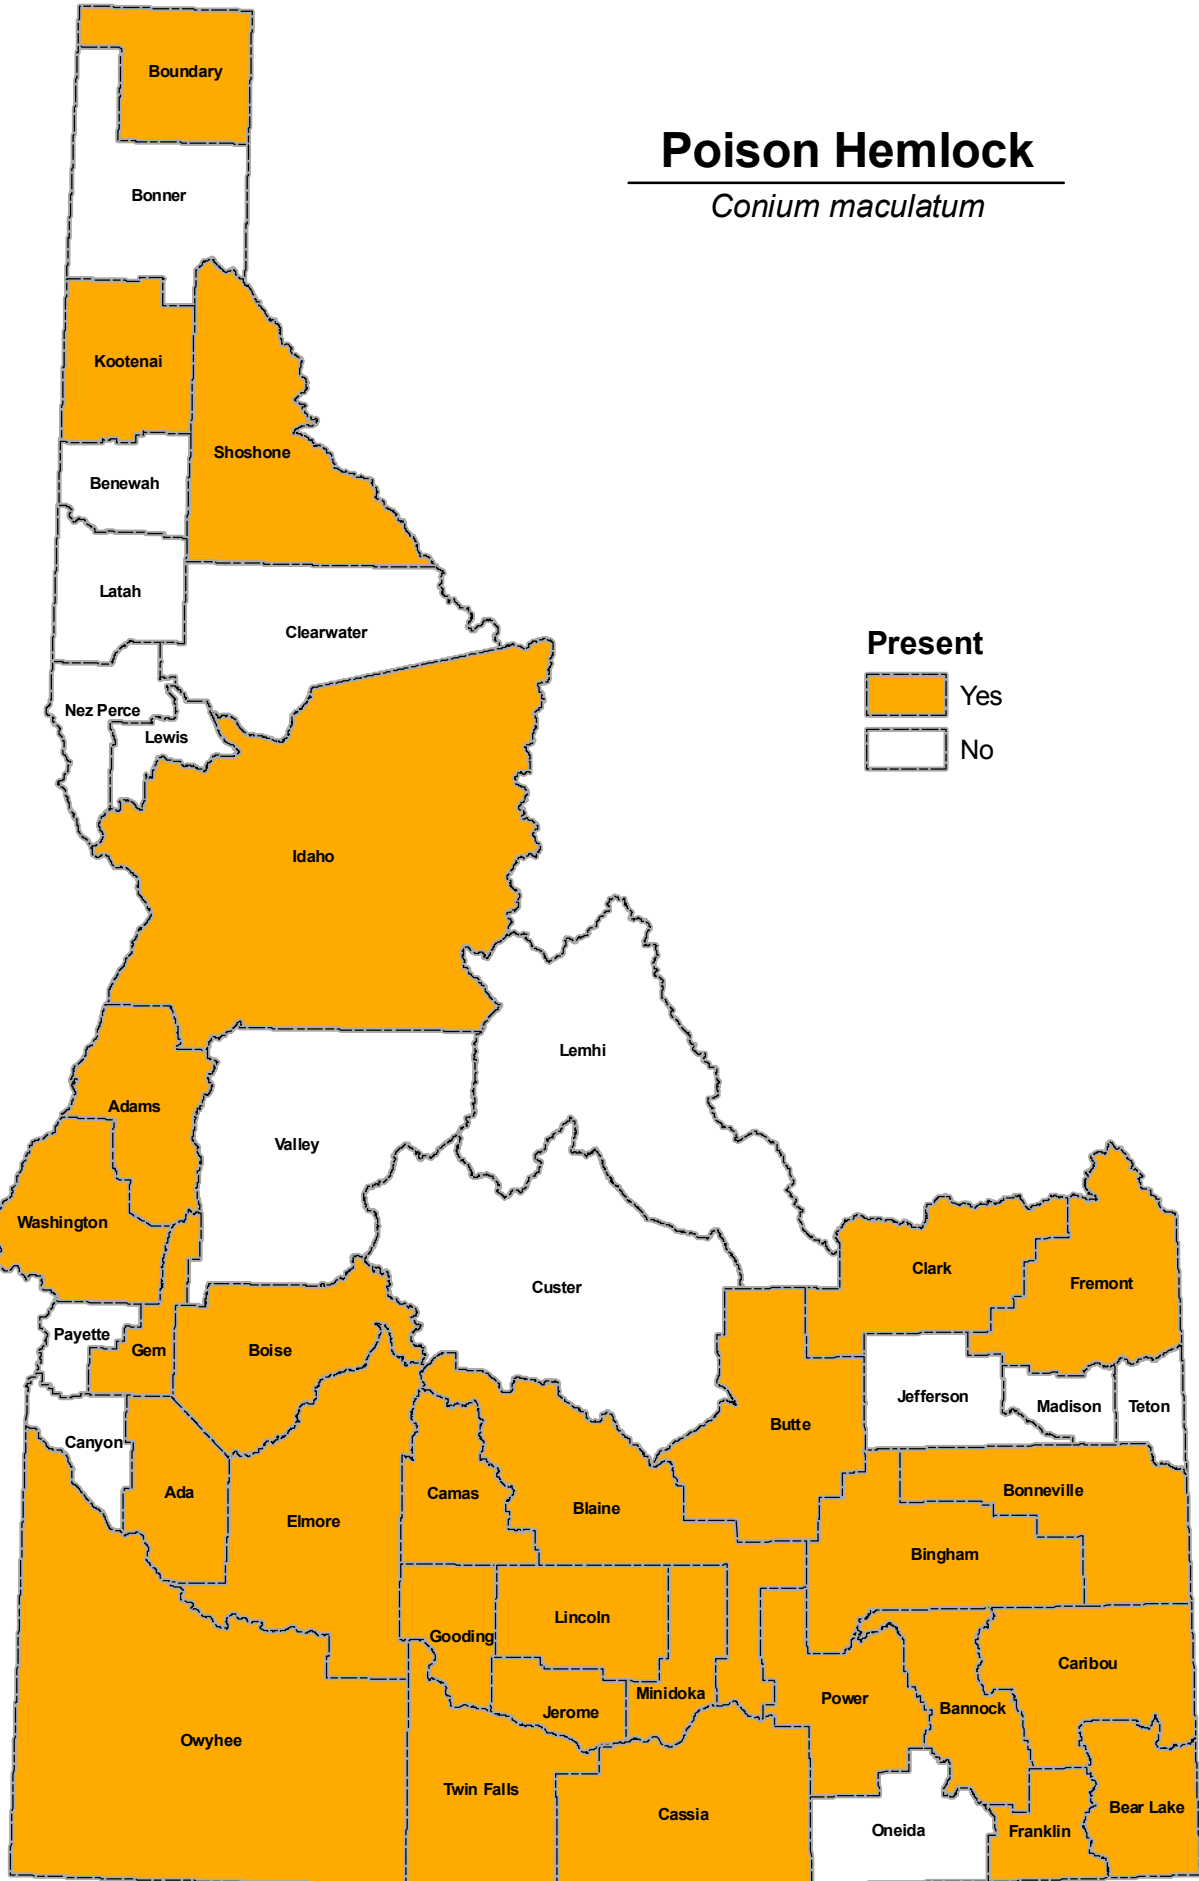 Boundary
Poison Hemlock
Conium maculatum
Bonner
Kootenai
Shoshone
Benewah
Latah
Clearwater
Present
Yes
No
Nez Perce
Lewis
Idaho
Lemhi
Adams
Valley
Washington
Clark
Fremont
Custer
Payette
Gem
Boise
Jefferson
Madison
Teton
Butte
Canyon
Ada
Camas
Bonneville
Blaine
Elmore
Bingham
Lincoln
Gooding
Caribou
Minidoka
Power
Bannock
Jerome
Owyhee
Twin Falls
Bear Lake
Cassia
Oneida
Franklin